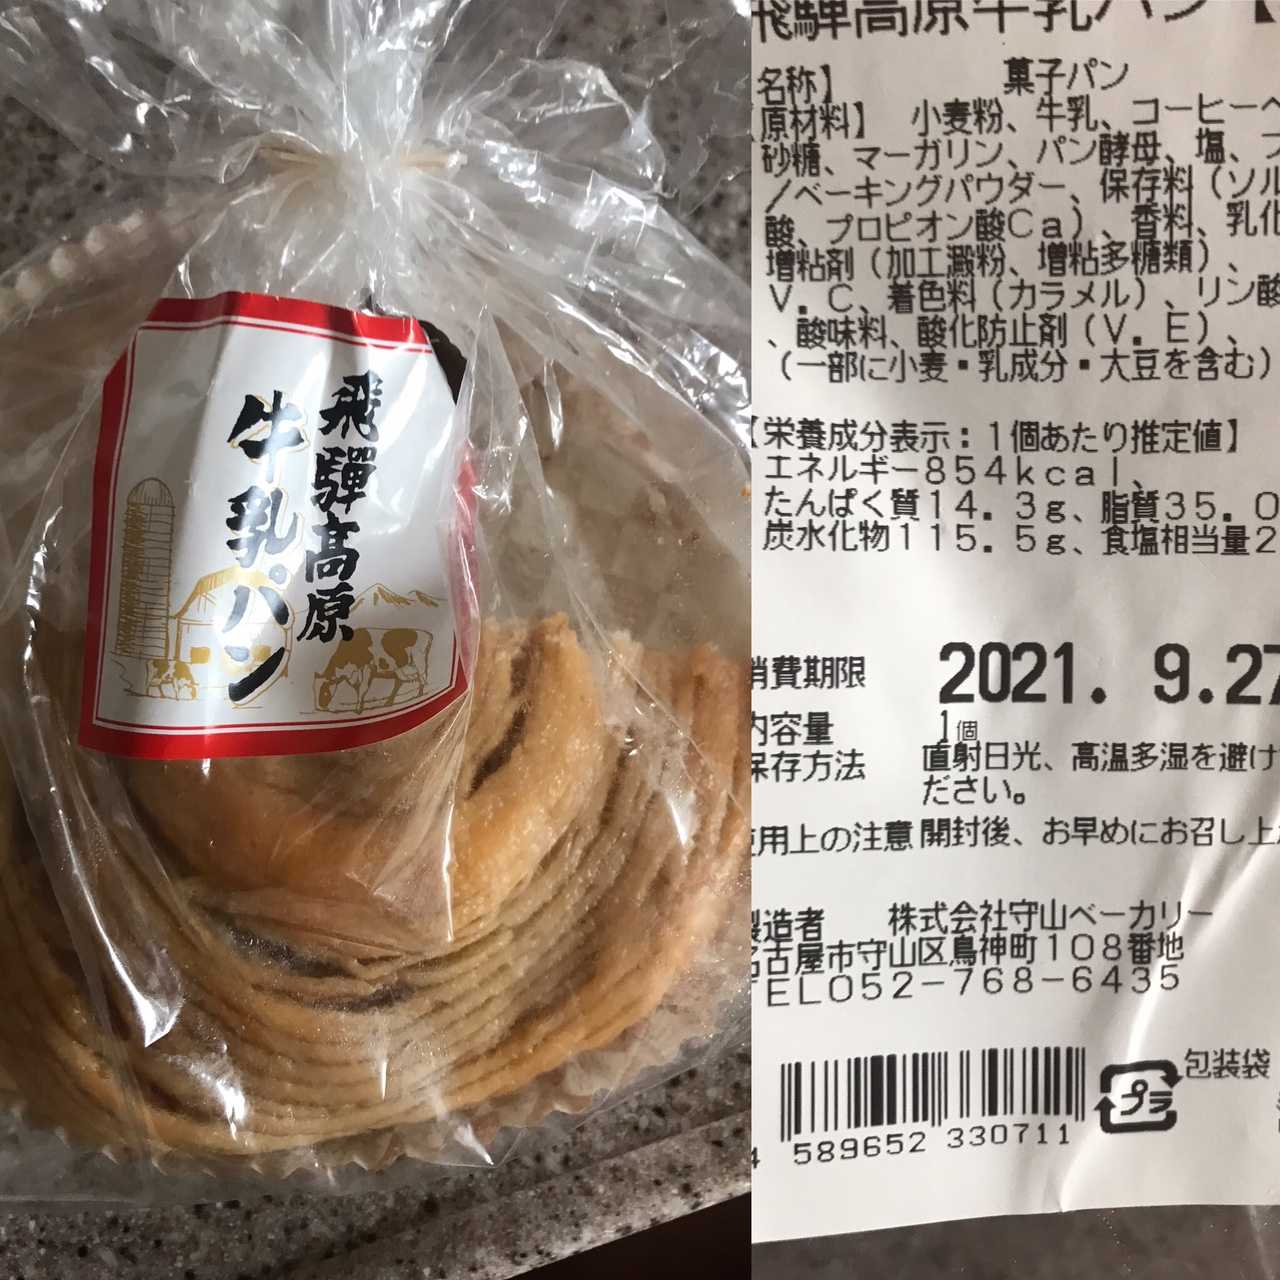 飛騨高原
牛乳パン
飛騨高原牛乳パン【
名称】 菓子パン
原材料】 小麦粉、牛乳、コーヒーペ
砂糖、マーガリン、パン酵母、塩、フ
／ベーキングパウダー、保存料（ソル
酸、プロピオン酸Ca）、香料、乳化
増粘剤（加工澱粉、増粘多糖類）、
V．C、着色料（カラメル）、リン酸
、酸味料、酸化防止剤（V．E）、
（一部に小麦・乳成分・大豆を含む）
【栄養成分表示：1個あたり推定値】
エネルギー854kcal、
たんぱく質14．3g、脂質35．0
炭水化物115．5g、食塩相当量2
消費期限 2021. 9.27
内容量 1個
保存方法 直射日光、高温多湿を避け
ださい。
使用上の注意 開封後、お早めにお召し上
製造者 株式会社守山ベーカリー
名古屋市守山区鳥神町108番地
TEL052-768-6435
プラ 包装袋
4 589652 330711